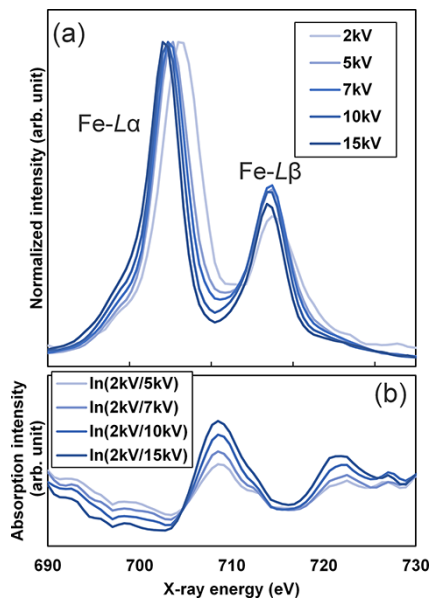 (a)
2kV
5kV
7kV
10kV
15kV
Fe-Lα
Fe-Lβ
Normalized intensity (arb. unit)
(b)
ln(2kV/5kV)
ln(2kV/7kV)
ln(2kV/10kV)
ln(2kV/15kV)
Absorption intensity
(arb. unit)
690 700 710 720 730
X-ray energy (eV)